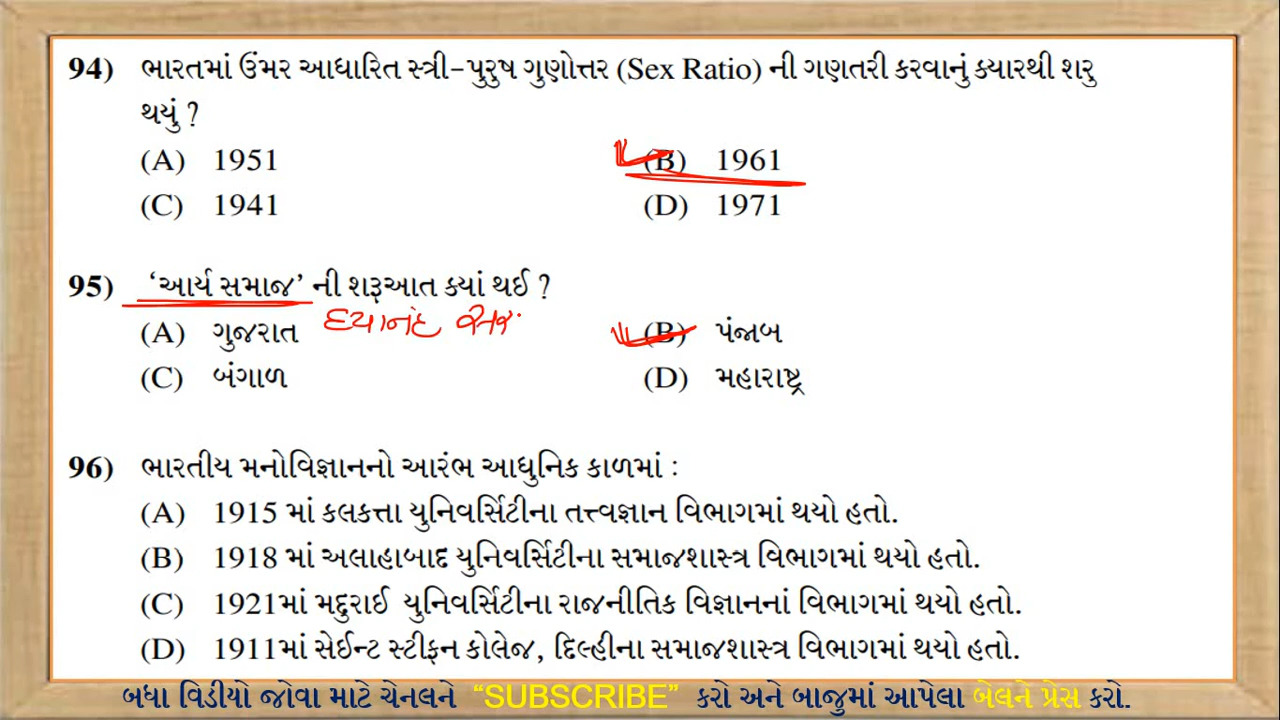 94) ભારતમાં ઉંમર આધારિત સ્ત્રી-પુરુષ ગુણોત્તર (Sex Ratio) ની ગણતરી કરવાનું ક્યારથી શરુ
થયું ?
(A) 1951 (B) 1961
(C) 1941 (D) 1971
95) ‘આર્ય સમાજ’ ની શરૂઆત ક્યાં થઈ ?
દયાનંદ
(A) ગુજરાત (B) પંજાબ
(C) બંગાળ (D) મહારાષ્ટ્ર
96) ભારતીય મનોવિજ્ઞાનનો આરંભ આધુનિક કાળમાં :
(A) 1915 માં કલકત્તા યુનિવર્સિટીના તત્ત્વજ્ઞાન વિભાગમાં થયો હતો.
(B) 1918 માં અલાહાબાદ યુનિવર્સિટીના સમાજશાસ્ત્ર વિભાગમાં થયો હતો.
(C) 1921માં મદુરાઈ યુનિવર્સિટીના રાજનીતિક વિજ્ઞાનનાં વિભાગમાં થયો હતો.
(D) 1911માં સેઈન્ટ સ્ટીફન કોલેજ, દિલ્હીના સમાજશાસ્ત્ર વિભાગમાં થયો હતો.
બધા વિડીયો જોવા માટે ચેનલને “SUBSCRIBE” કરો અને બાજુમાં આપેલા બેલને પ્રેસ કરો.